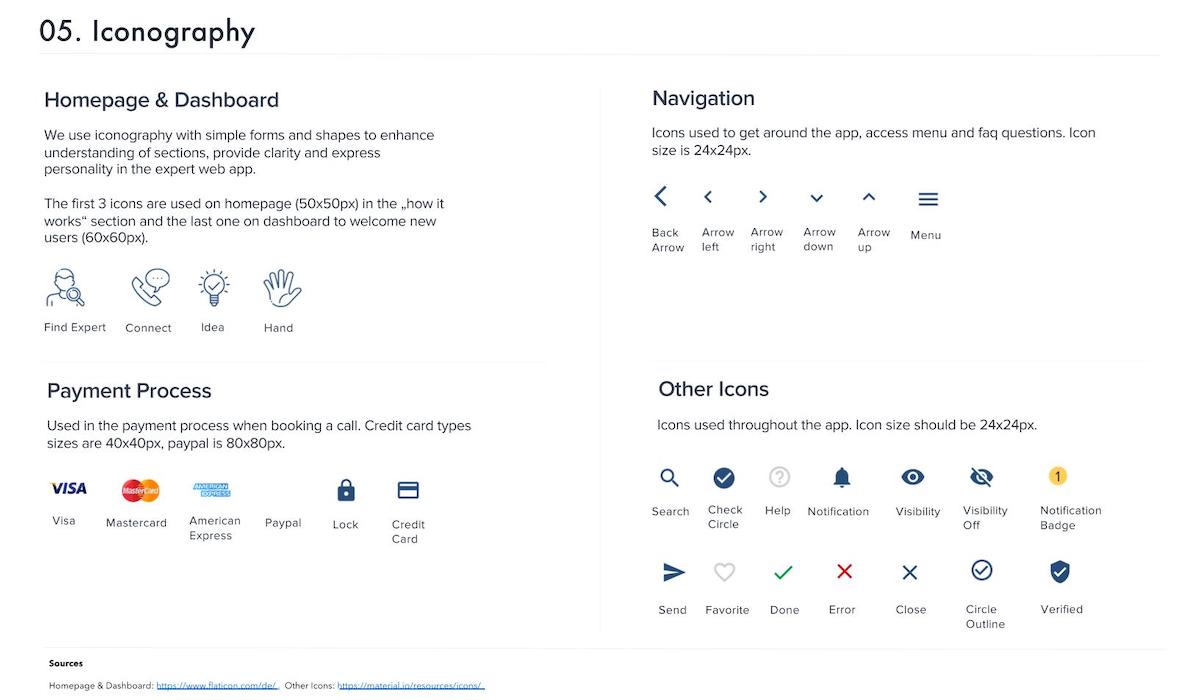 05. Iconography
Homepage & Dashboard
We use iconography with simple forms and shapes to enhance
understanding of sections, provide clarity and express
personality in the expert web app.
The first 3 icons are used on homepage (50x50px) in the „how it
works“ section and the last one on dashboard to welcome new
users (60x60px).
Find Expert
Connect
Idea
Hand
Navigation
Icons used to get around the app, access menu and faq questions. Icon
size is 24x24px.
Back
Arrow
Arrow
left
Arrow
right
Arrow
down
Arrow
up
Menu
Payment Process
Used in the payment process when booking a call. Credit card types
sizes are 40x40px, paypal is 80x80px.
VISA
MasterCard
AMERICAN
EXPRESS
Visa
Mastercard
American
Express
Paypal
Lock
Credit
Card
Other Icons
Icons used throughout the app. Icon size should be 24x24px.
?
1
Search
Check
Circle
Help
Notification
Visibility
Visibility
Off
Notification
Badge
Send
Favorite
Done
Error
Close
Circle
Outline
Verified
Sources
Homepage & Dashboard: https://www.flaticon.com/de/ Other Icons: https://material.io/resources/icons/